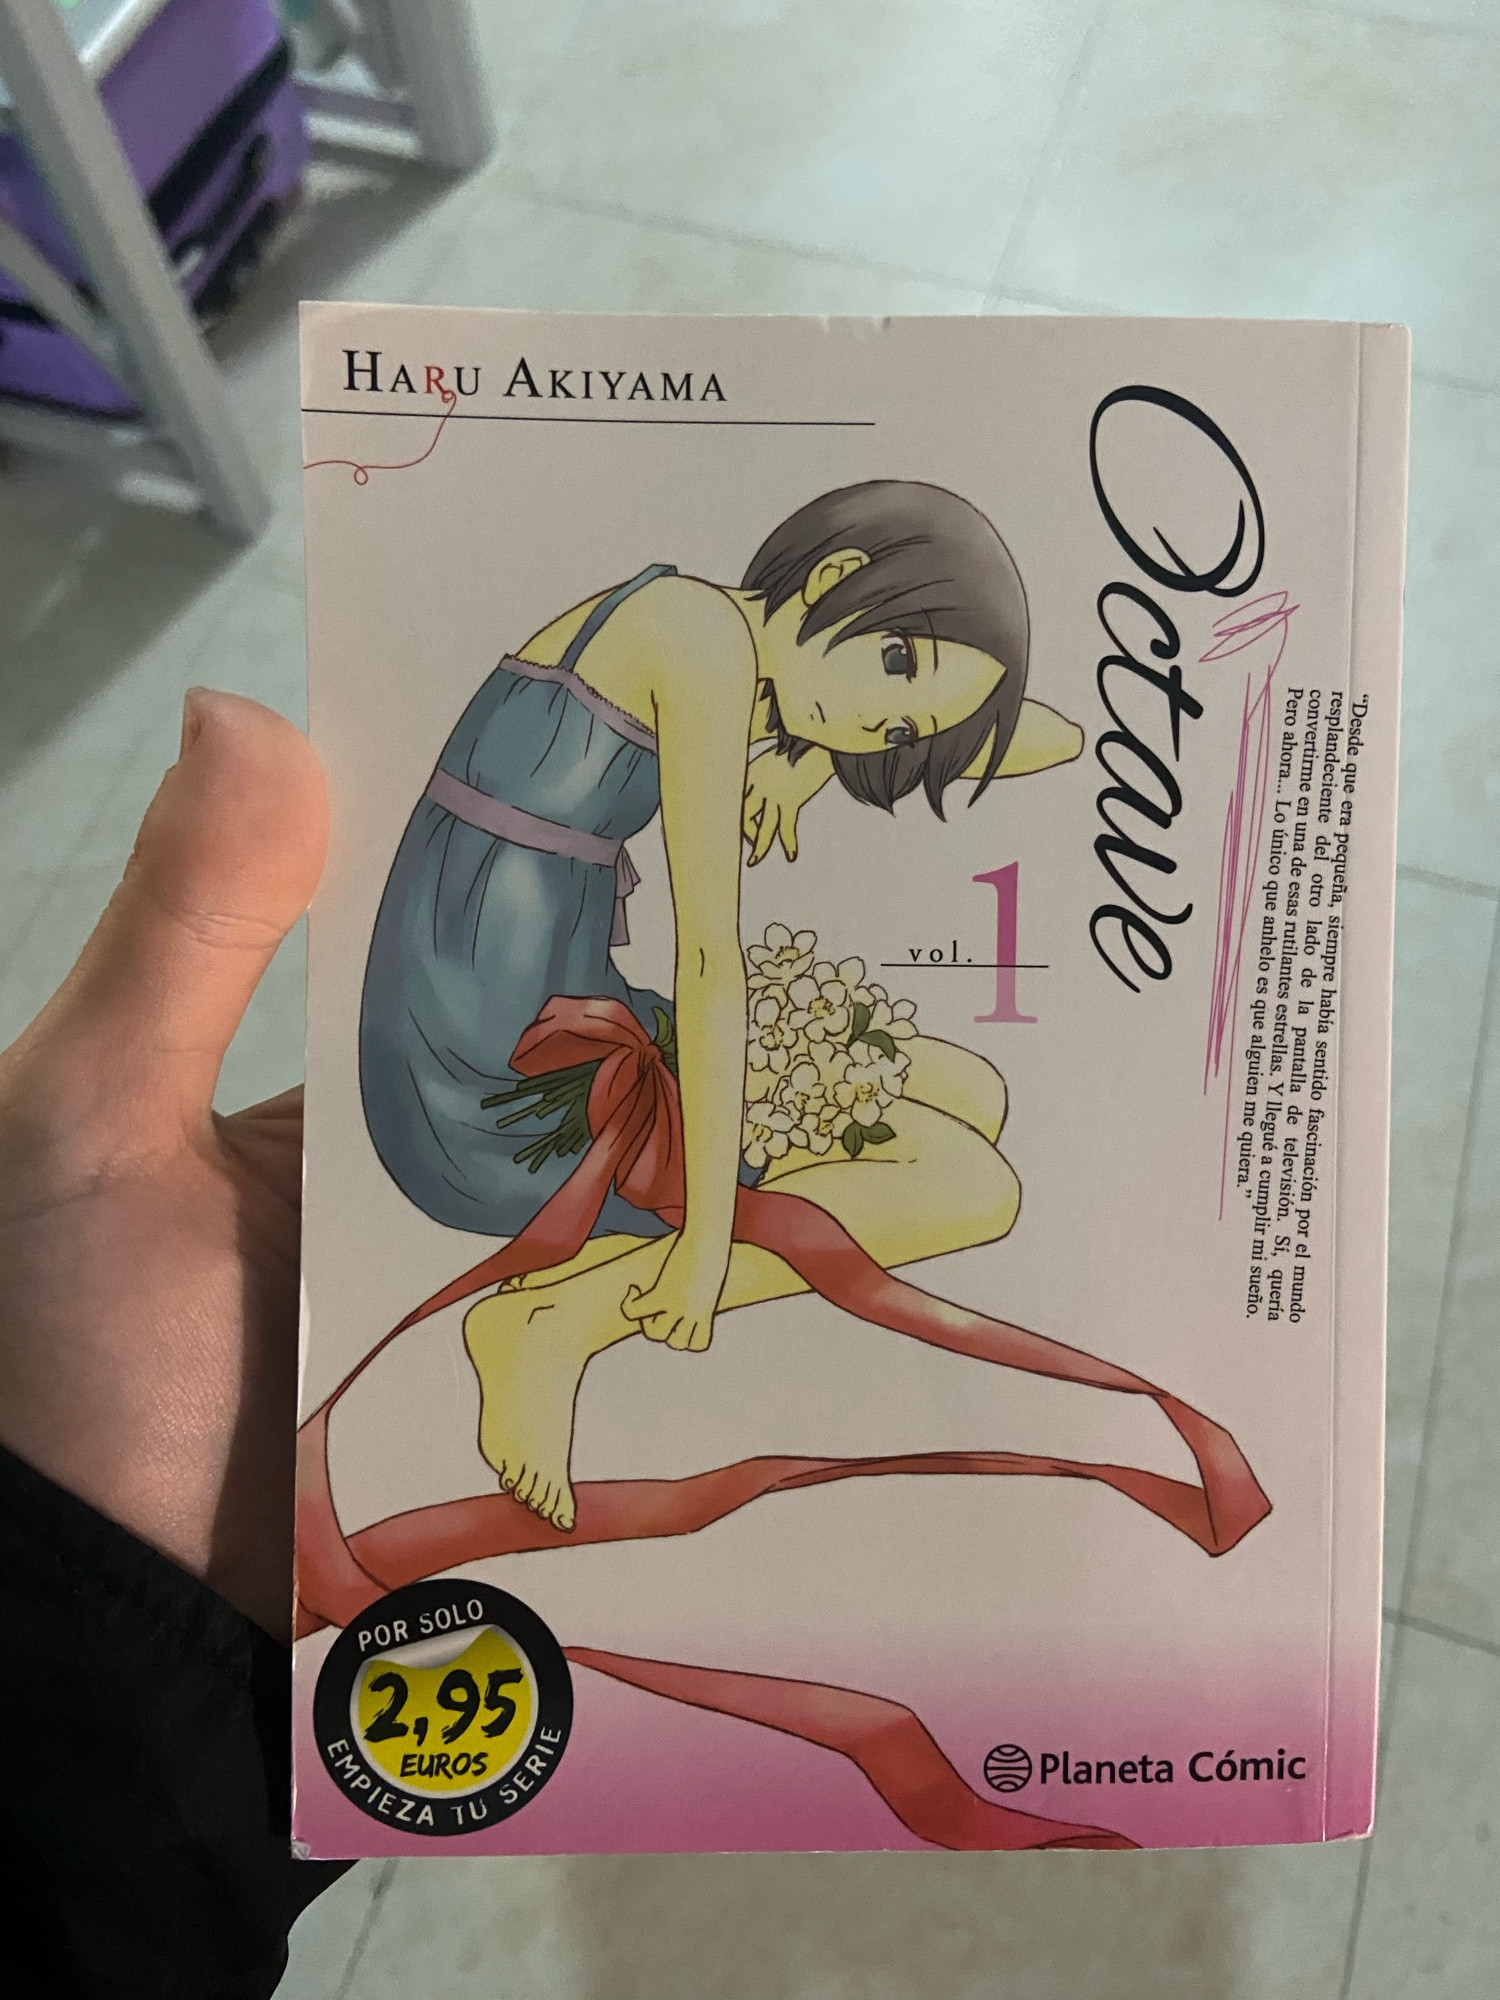 HARU AKIYAMA
Octave
"Desde que era pequeña, siempre había sentido fascinación por el mundo
resplandeciente del otro lado de la pantalla de televisión. Sí, quería
convertirme en una de esas rutilantes estrellas. Y llegué a cumplir mi sueño.
Pero ahora... Lo único que anhelo es que alguien me quiera."
vol. 1
POR SOLO
2,95
EUROS
EMPIEZA TU SERIE
Planeta Cómic